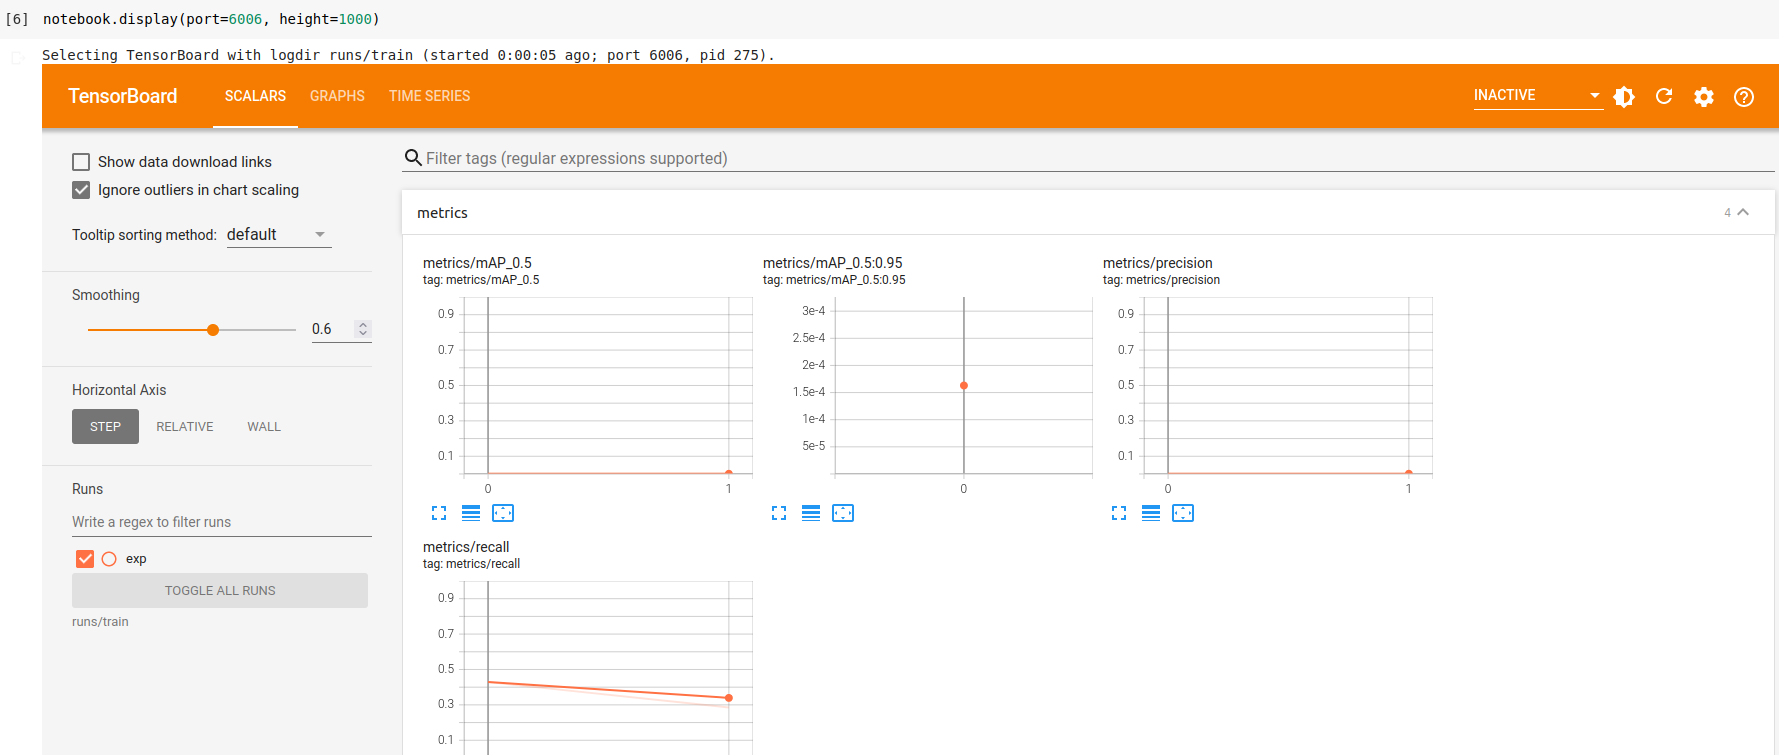 [6] notebook.display(port=6006, height=1000)
Selecting TensorBoard with logdir runs/train (started 0:00:05 ago; port 6006, pid 275).
TensorBoard SCALARS GRAPHS TIME SERIES INACTIVE
Show data download links
Ignore outliers in chart scaling
Tooltip sorting method: default
Smoothing
0.6
Horizontal Axis
STEP RELATIVE WALL
Runs
Write a regex to filter runs
exp
TOGGLE ALL RUNS
runs/train
Filter tags (regular expressions supported)
metrics 4
metrics/mAP_0.5
tag: metrics/mAP_0.5
0.9
0.7
0.5
0.3
0.1
0 1
metrics/mAP_0.5:0.95
tag: metrics/mAP_0.5:0.95
3e-4
2.5e-4
2e-4
1.5e-4
1e-4
5e-5
0
metrics/precision
tag: metrics/precision
0.9
0.7
0.5
0.3
0.1
0 1
metrics/recall
tag: metrics/recall
0.9
0.7
0.5
0.3
0.1